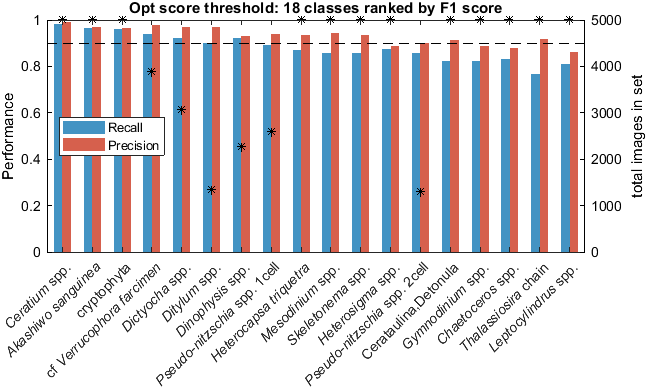 Opt score threshold: 18 classes ranked by F1 score
1
0.8
0.6
0.4
0.2
0
Performance
5000
4000
3000
2000
1000
0
total images in set
Recall
Precision
Ceratium spp.
Akashiwo sanguinea
cryptophyta
cf Verrucophora farcimen
Dictyocha spp.
Ditylum spp.
Dinophysis spp.
Pseudo-nitzschia spp. 1cell
Heterocapsa triquetra
Mesodinium spp.
Skeletonema spp.
Heterosigma spp.
Pseudo-nitzschia spp. 2cell
Cerataulina.Detonula
Gymnodinium spp.
Chaetoceros spp.
Thalassiosira chain
Leptocylindrus spp.